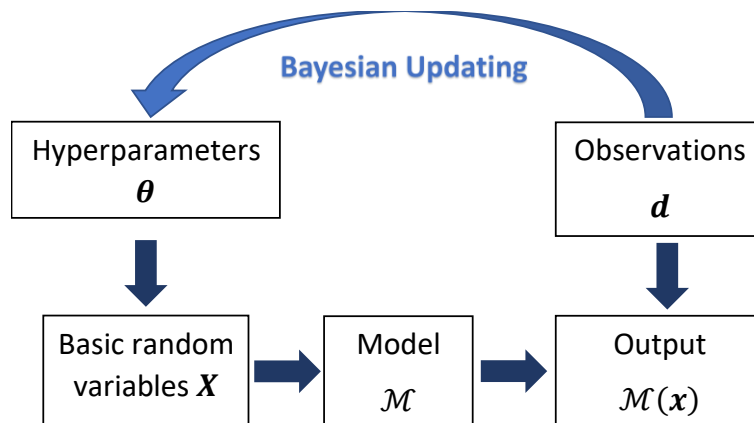 Bayesian Updating
Hyperparameters
𝜽
Observations
𝒅
Basic random
variables 𝑿
Model
ℳ
Output
ℳ(𝒙)